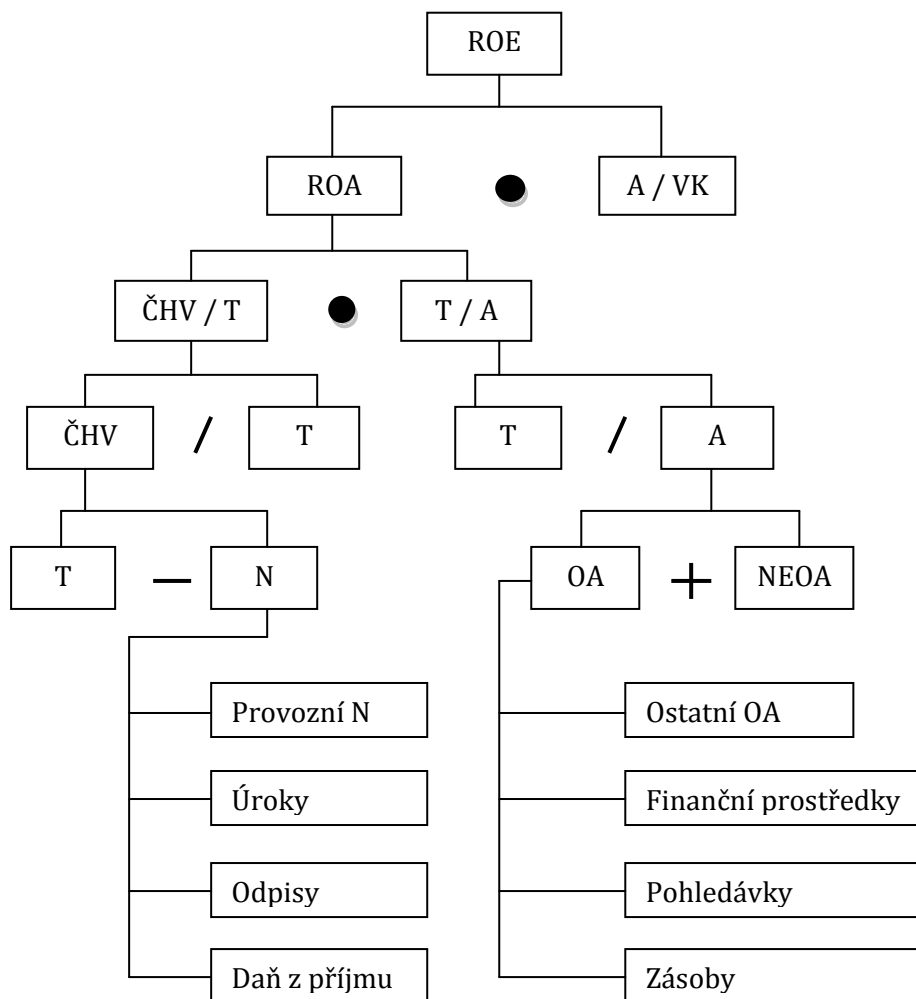 ROE
ROA
A / VK
ČHV / T
T / A
ČHV / T
T / A
T — N
OA + NEOA
Provozní N
Ostatní OA
Úroky
Finanční prostředky
Odpisy
Pohledávky
Daň z příjmu
Zásoby